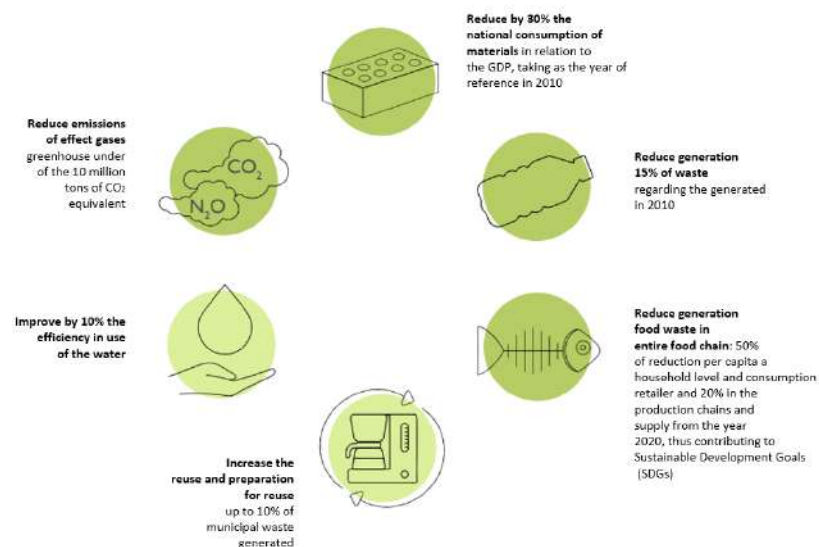 Reduce by 30% the
national consumption of
materials in relation to
the GDP, taking as the year of
reference in 2010
Reduce emissions
of effect gases
greenhouse under
of the 10 million
tons of CO₂
equivalent
CO₂
N₂O
Reduce generation
15% of waste
regarding the generated
in 2010
Improve by 10% the
efficiency in use
of the water
Reduce generation
food waste in
entire food chain: 50%
of reduction per capita a
household level and consumption
retailer and 20% in the
production chains and
supply from the year
2020, thus contributing to
Sustainable Development Goals
(SDGs)
Increase the
reuse and preparation
for reuse
up to 10% of
municipal waste
generated